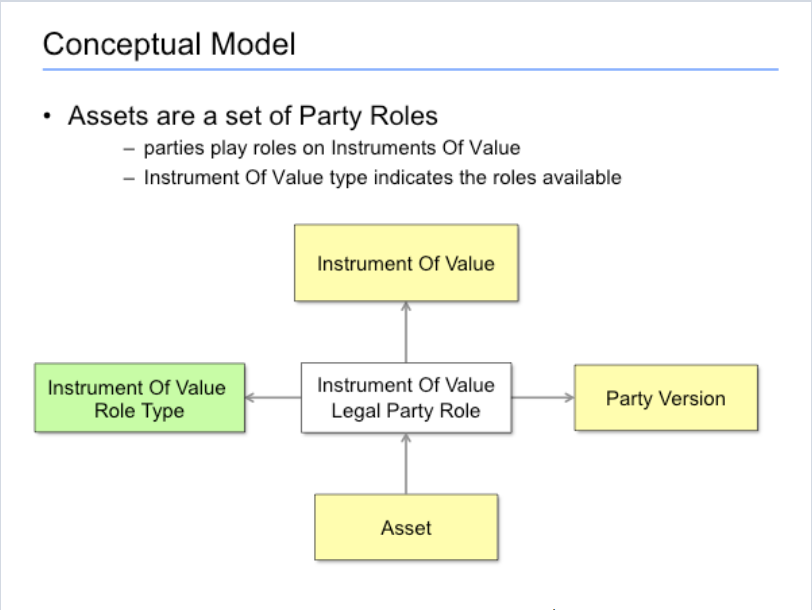 Conceptual Model
• Assets are a set of Party Roles
– parties play roles on Instruments Of Value
– Instrument Of Value type indicates the roles available
Instrument Of Value
Instrument Of Value
Role Type
Instrument Of Value
Legal Party Role
Party Version
Asset